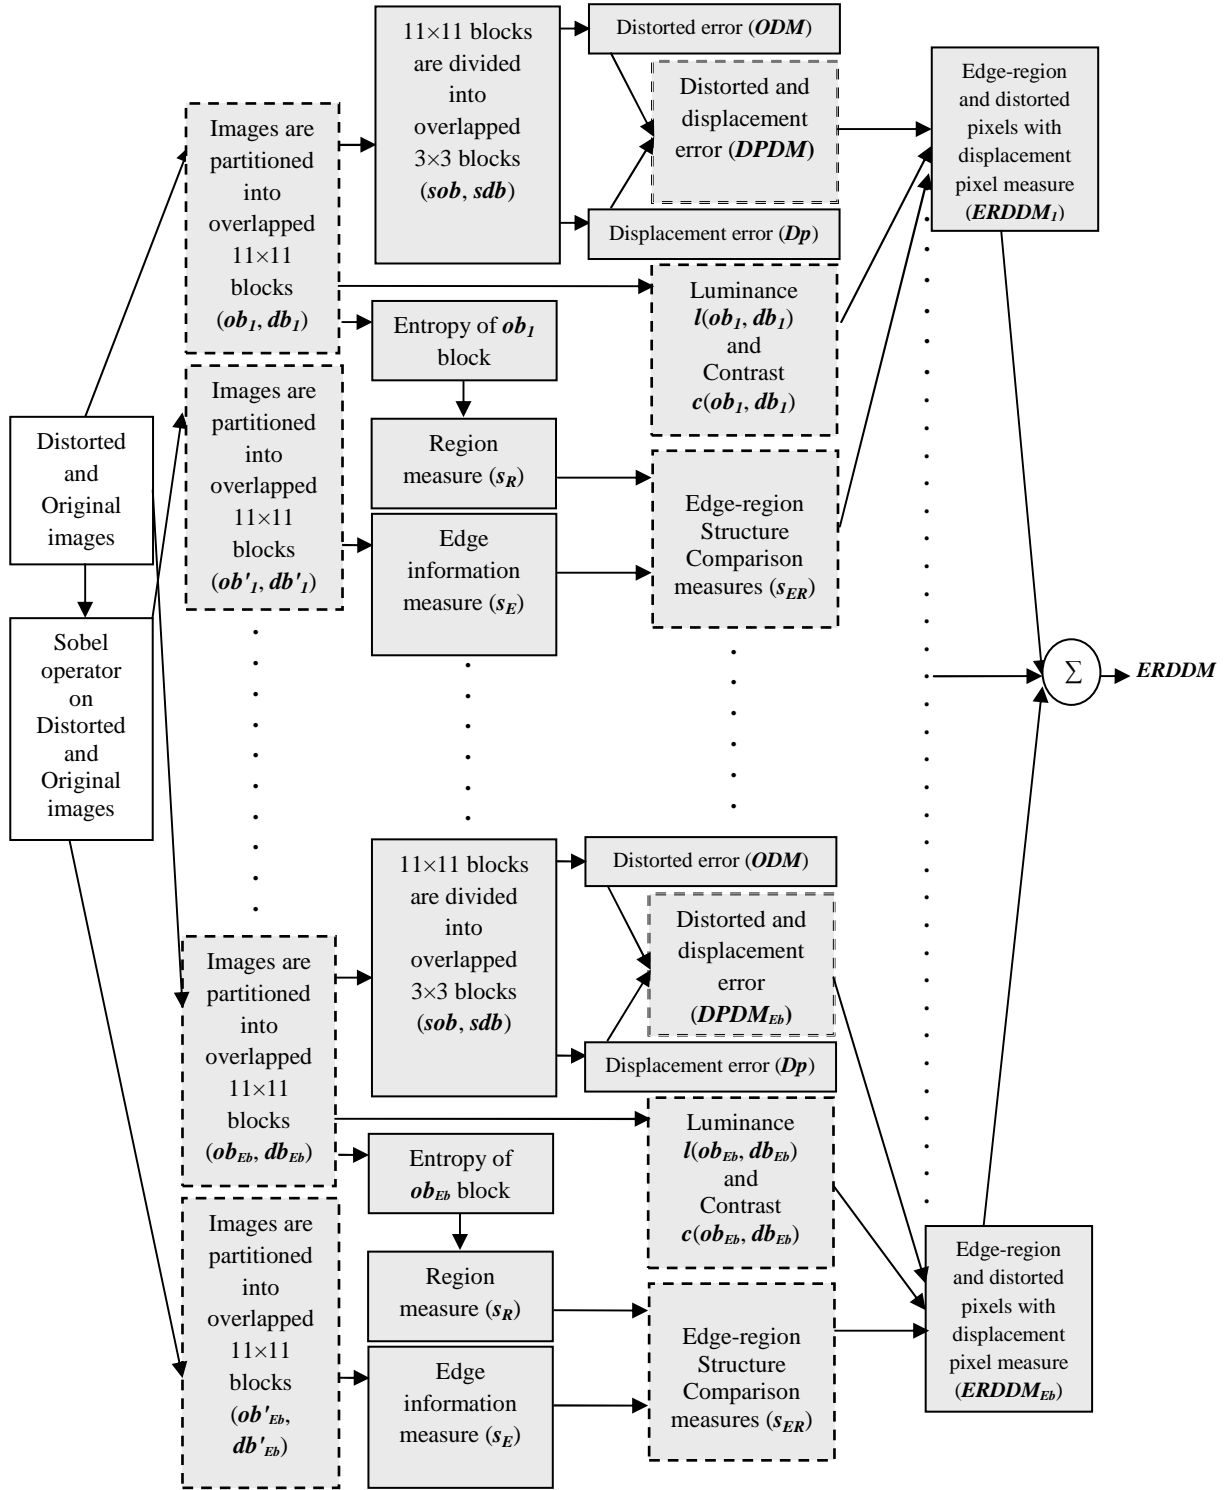 Distorted
and
Original
images
Sobel
operator
on
Distorted
and
Original
images
Images are
partitioned
into
overlapped
11×11
blocks
(ob1, db1)
Images are
partitioned
into
overlapped
11×11
blocks
(ob'1, db'1)
11×11 blocks
are divided
into
overlapped
3×3 blocks
(sob, sdb)
Entropy of ob1
block
Region
measure (sR)
Edge
information
measure (sE)
Distorted error (ODM)
Distorted and
displacement
error (DPDM)
Displacement error (Dp)
Luminance
l(ob1, db1)
and
Contrast
c(ob1, db1)
Edge-region
Structure
Comparison
measures (sER)
Edge-region
and distorted
pixels with
displacement
pixel measure
(ERDDM1)
∑
ERDDM
Images are
partitioned
into
overlapped
11×11
blocks
(obEb, dbEb)
Images are
partitioned
into
overlapped
11×11
blocks
(ob'Eb,
db'Eb)
11×11 blocks
are divided
into
overlapped
3×3 blocks
(sob, sdb)
Entropy of
obEb block
Region
measure (sR)
Edge
information
measure (sE)
Distorted error (ODM)
Distorted and
displacement
error
(DPDMEb)
Displacement error (Dp)
Luminance
l(obEb, dbEb)
and
Contrast
c(obEb, dbEb)
Edge-region
Structure
Comparison
measures (sER)
Edge-region
and distorted
pixels with
displacement
pixel measure
(ERDDMEb)